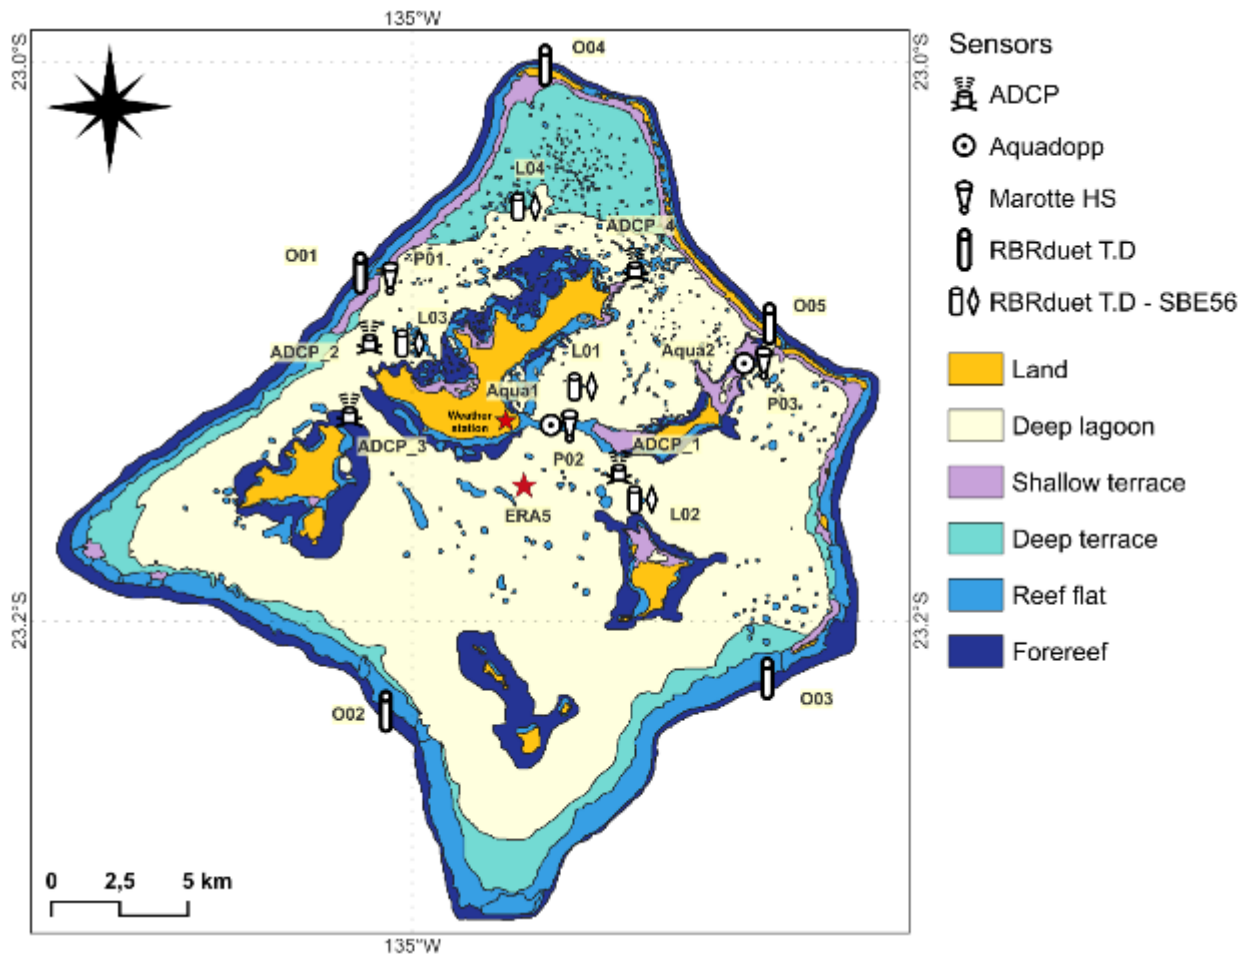 135°W
23.0°S
23.0°S
O04
L04
ADCP_4
O01
P01
O05
L03
ADCP_2
L01
Aqua2
Aqua1
P03
Weather
station
ADCP_3
ADCP_1
P02
L02
ERA5
23.2°S
23.2°S
O03
O02
0 2,5 5 km
135°W
Sensors
ADCP
Aquadopp
Marotte HS
RBRduet T.D
RBRduet T.D - SBE56
Land
Deep lagoon
Shallow terrace
Deep terrace
Reef flat
Forereef